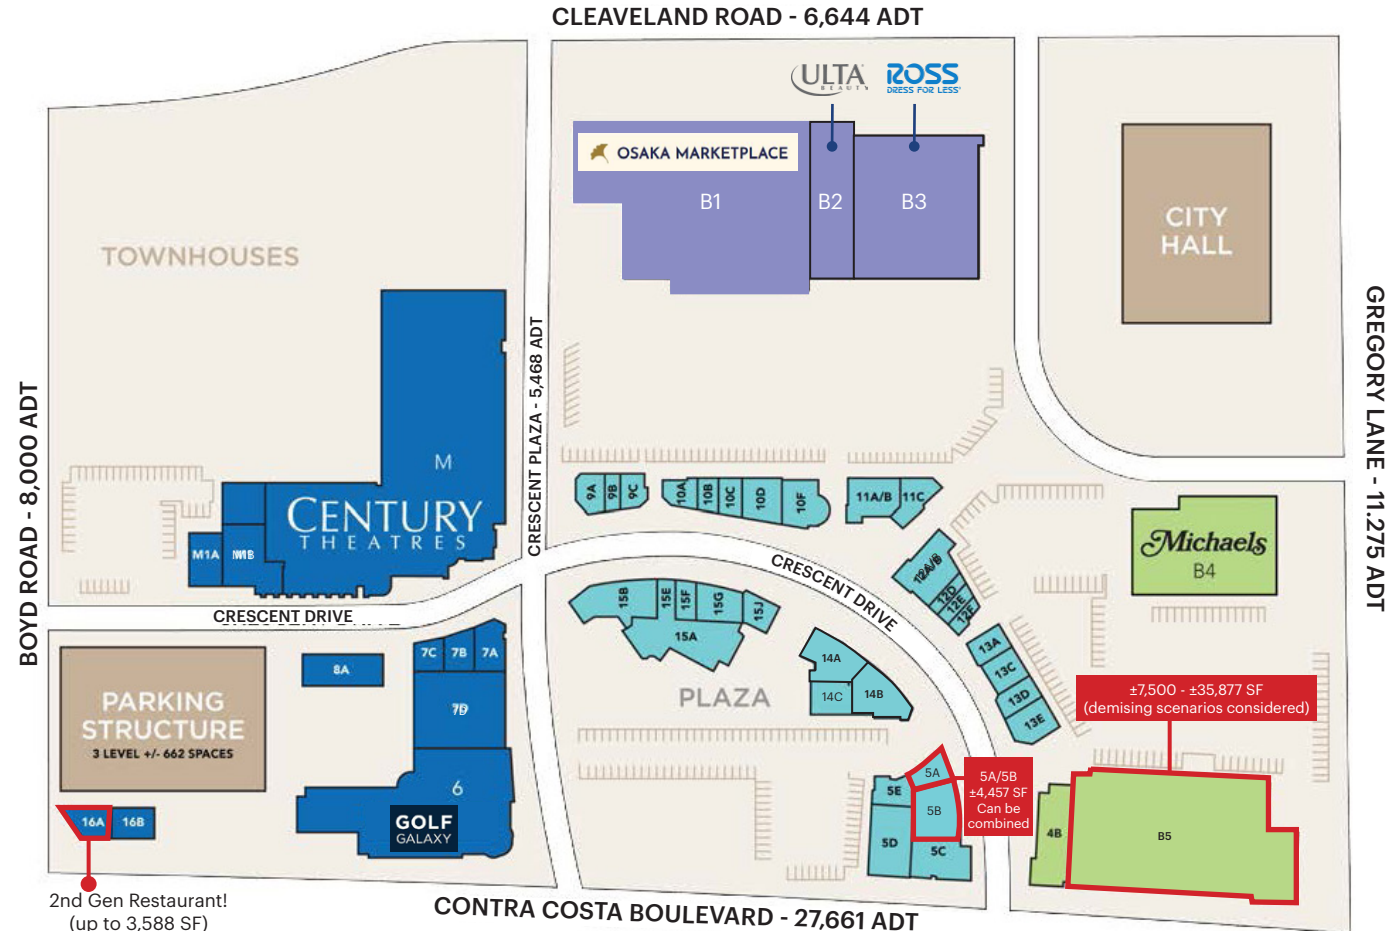 CLEAVELAND ROAD - 6,644 ADT
ULTA
BEAUTY
ROSS
DRESS FOR LESS
OSAKA MARKETPLACE
B1
B2
B3
CITY
HALL
TOWNHOUSES
CRESCENT PLAZA - 5,468 ADT
GREGORY LANE - 11.275 ADT
BOYD ROAD - 8,000 ADT
M
CENTURY
THEATRES
M1A
9A
9B
9C
10A
10B
10C
10D
10F
11A/B
11C
Michaels
B4
12A/B
12D
12E
12F
CRESCENT DRIVE
CRESCENT DRIVE
15B
15E
15F
15G
15J
15A
13A
13C
13D
13E
14A
14C
14B
PLAZA
7C
7B
7A
8A
PARKING
STRUCTURE
3 LEVEL +/- 662 SPACES
6
GOLF
GALAXY
16A
16B
±7,500 - ±35,877 SF
(demising scenarios considered)
5A
5B
5E
5D
5C
5A/5B
±4,457 SF
Can be
combined
4B
B5
2nd Gen Restaurant!
(up to 3,588 SF)
CONTRA COSTA BOULEVARD - 27,661 ADT